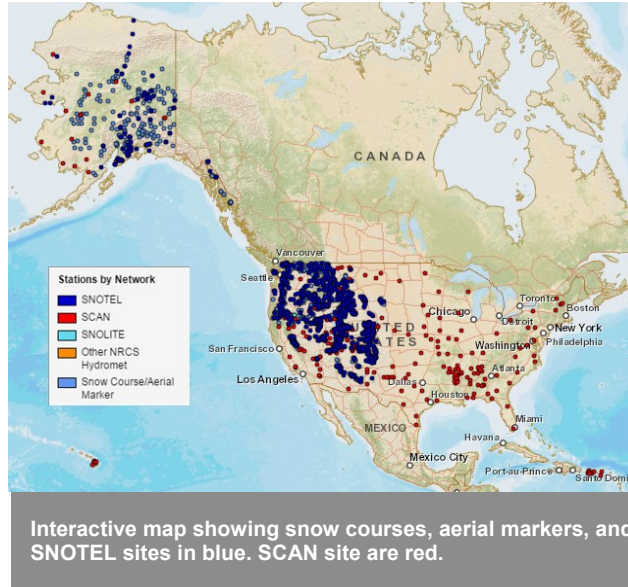 CANADA
Vancouver
Seattle
Stations by Network
SNOTEL
SCAN
SNOLITE
Other NRCS
Hydromet
Snow Course/Aerial
Marker
San Francisco
Los Angeles
UNITED
STATES
Chicago
Toronto
Detroit
Boston
New York
Philadelphia
Washington
Atlanta
Dallas
Houston
Miami
MEXICO
Havana
México City
Port-au-Prince
Santo Domi
Interactive map showing snow courses, aerial markers, and
SNOTEL sites in blue. SCAN site are red.